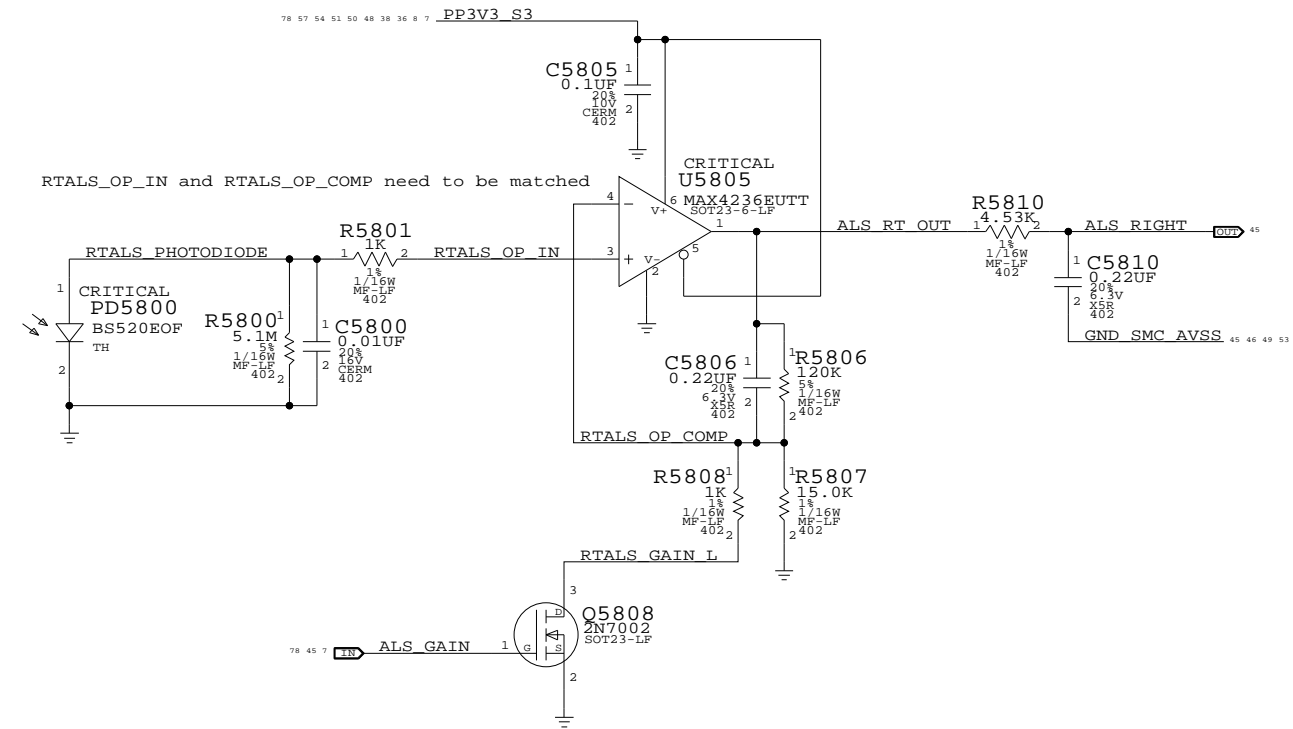 78 57 54 51 50 48 38 36 8 7 PP3V3_S3
C5805 1
0.1UF
20%
10V
CERM
402
2
RTALS_OP_IN and RTALS_OP_COMP need to be matched
CRITICAL
U5805
MAX4236EUTT
SOT23-6-LF
4
3
6
V+
V-
2
1
5
ALS_RT_OUT
R5810
4.53K
1 2
1%
1/16W
MF-LF
402
ALS_RIGHT
OUT 45
1 C5810
0.22UF
20%
6.3V
X5R
402
2
GND_SMC_AVSS 45 46 49 53
RTALS_PHOTODIODE
R5801
1K
1 2
1%
1/16W
MF-LF
402
RTALS_OP_IN
1
CRITICAL
PD5800
BS520EOF
TH
2
R5800 1
5.1M
5%
1/16W
MF-LF
402 2
1 C5800
0.01UF
20%
16V
CERM
402
2
C5806 1
0.22UF
20%
6.3V
X5R
402
2
1 R5806
120K
5%
1/16W
MF-LF
402
2
RTALS_OP_COMP
R5808 1
1K
1%
1/16W
MF-LF
402 2
1 R5807
15.0K
1%
1/16W
MF-LF
402
2
RTALS_GAIN_L
3
D
Q5808
2N7002
SOT23-LF
G
S
1
2
78 45 7 IN ALS_GAIN